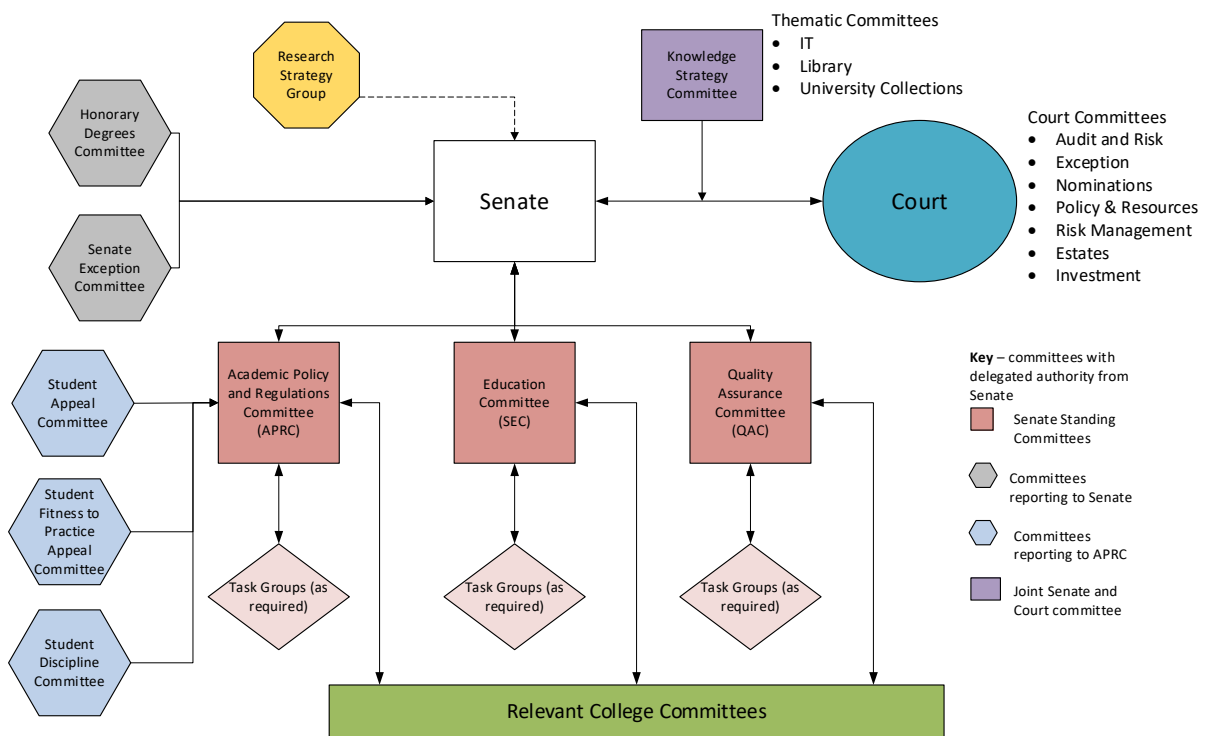 Research
Strategy
Group
Knowledge
Strategy
Committee
Thematic Committees
• IT
• Library
• University Collections
Honorary
Degrees
Committee
Senate
Court
Court Committees
• Audit and Risk
• Exception
• Nominations
• Policy & Resources
• Risk Management
• Estates
• Investment
Senate
Exception
Committee
Student
Appeal
Committee
Academic Policy
and Regulations
Committee
(APRC)
Education
Committee
(SEC)
Quality
Assurance
Committee
(QAC)
Key – committees with
delegated authority from
Senate
Senate Standing
Committees
Committees
reporting to Senate
Committees
reporting to APRC
Joint Senate and
Court committee
Student
Fitness to
Practice
Appeal
Committee
Task Groups (as
required)
Task Groups (as
required)
Task Groups (as
required)
Student
Discipline
Committee
Relevant College Committees